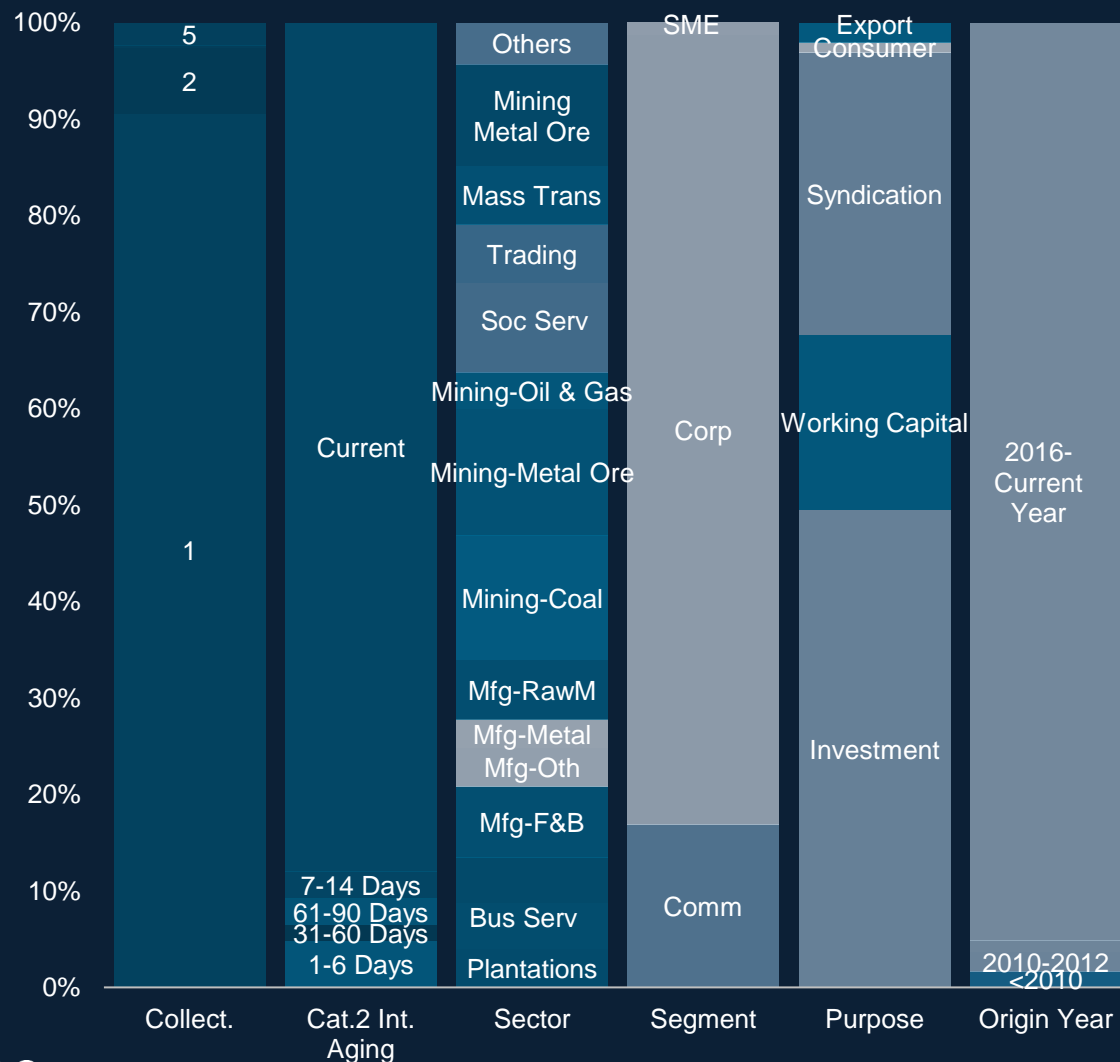 100%
90%
80%
70%
60%
50%
40%
30%
20%
10%
0%
5
2
1
Current
7-14 Days
61-90 Days
31-60 Days
1-6 Days
Others
Mining
Metal Ore
Mass Trans
Trading
Soc Serv
Mining-Oil & Gas
Mining-Metal Ore
Mining-Coal
Mfg-RawM
Mfg-Metal
Mfg-Oth
Mfg-F&B
Bus Serv
Plantations
SME
Corp
Comm
Export
Consumer
Syndication
Working Capital
Investment
2016-
Current
Year
2010-2012
<2010
Collect.
Cat.2 Int.
Aging
Sector
Segment
Purpose
Origin Year